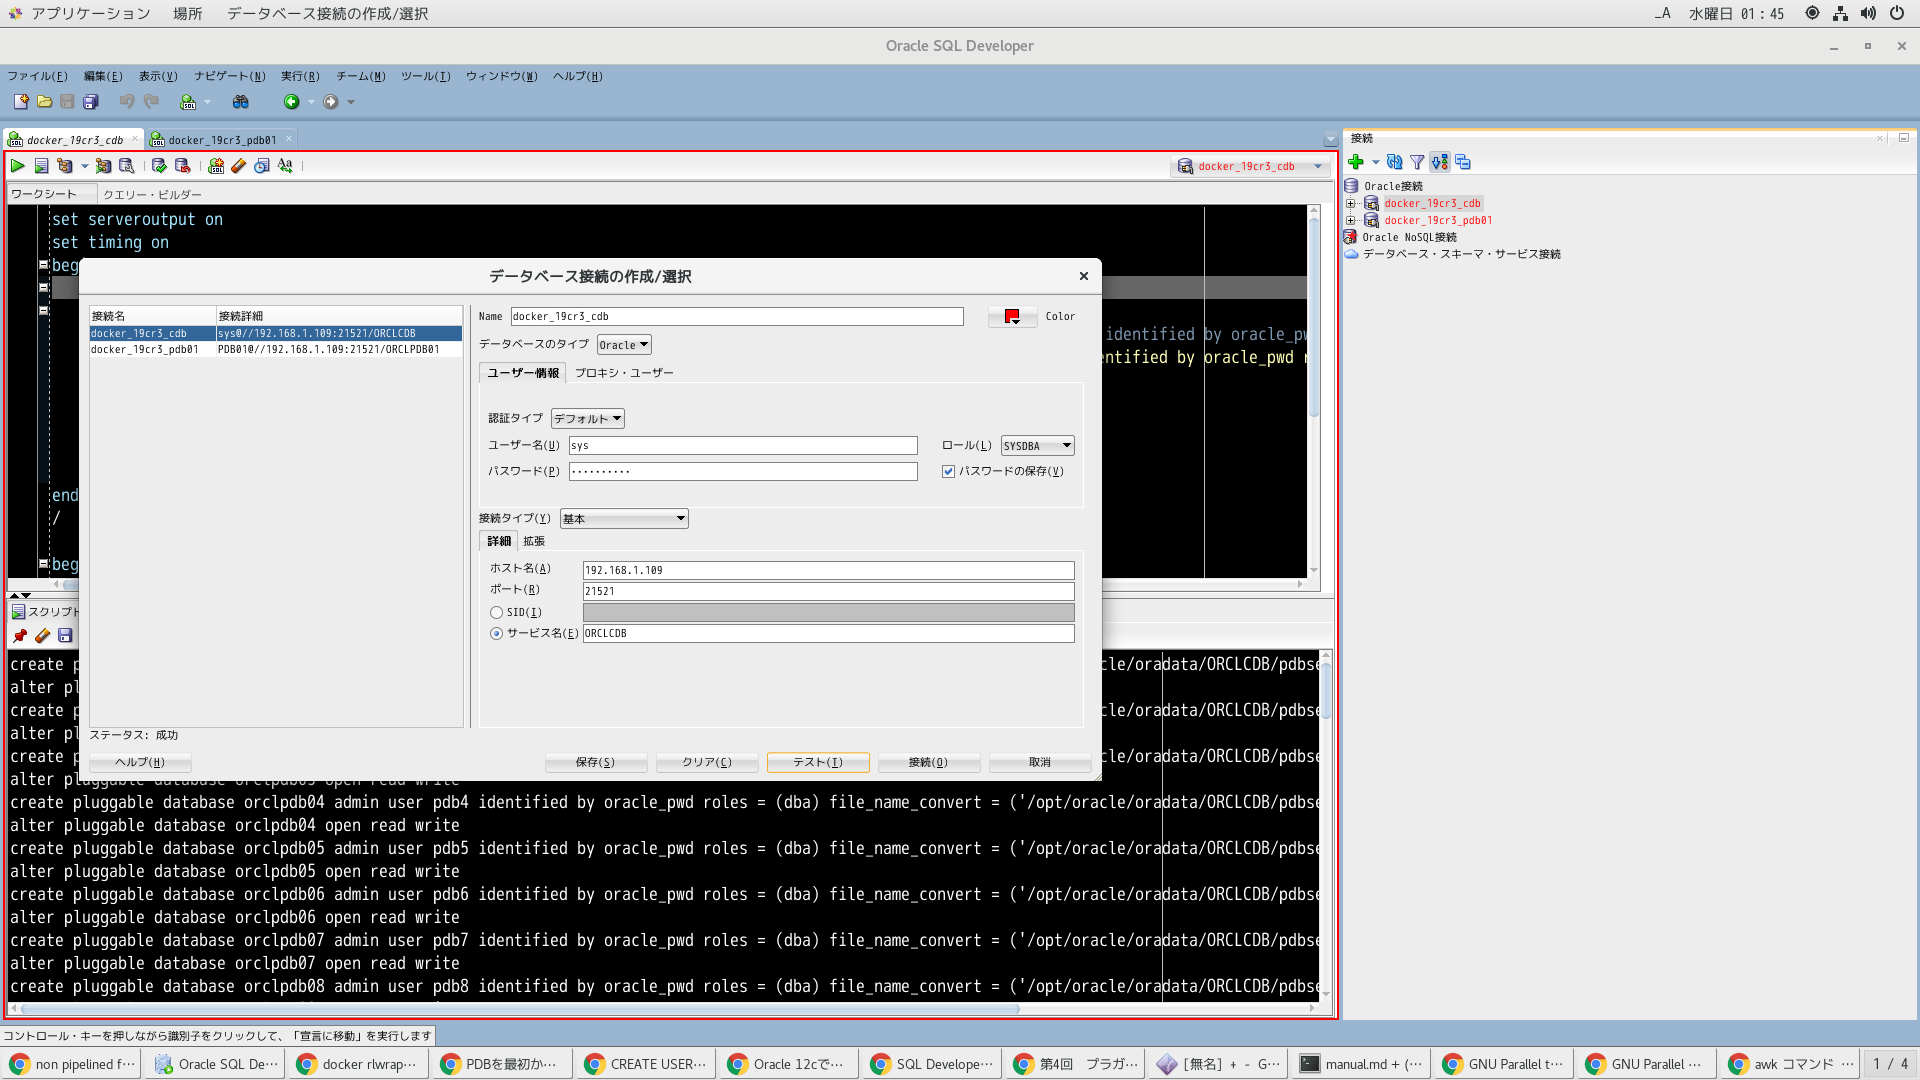 アプリケーション 場所 データベース接続の作成/選択 _A 水曜日 01：45
Oracle SQL Developer
ファイル(F) 編集(E) 表示(V) ナビゲート(N) 実行(R) チーム(M) ツール(T) ウィンドウ(W) ヘルプ(H)
docker_19cr3_cdb docker_19cr3_pdb01
docker_19cr3_cdb
ワークシート クエリー・ビルダー
set serveroutput on
set timing on
beg
identified by oracle_pw
entified by oracle_pwd r
end
/
beg
接続
Oracle接続
docker_19cr3_cdb
docker_19cr3_pdb01
Oracle NoSQL接続
データベース・スキーマ・サービス接続
データベース接続の作成/選択
接続名 接続詳細
docker_19cr3_cdb sys@//192.168.1.109:21521/ORCLCDB
docker_19cr3_pdb01 PDB01@//192.168.1.109:21521/ORCLPDB01
Name docker_19cr3_cdb Color
データベースのタイプ Oracle
ユーザー情報 プロキシ・ユーザー
認証タイプ デフォルト
ユーザー名(U) sys ロール(L) SYSDBA
パスワード(P) ·········· パスワードの保存(V)
接続タイプ(Y) 基本
詳細 拡張
ホスト名(A) 192.168.1.109
ポート(R) 21521
SID(I)
サービス名(E) ORCLCDB
ステータス: 成功
ヘルプ(H) 保存(S) クリア(C) テスト(T) 接続(O) 取消
スクリプト
create p cle/oradata/ORCLCDB/pdbse
alter pl
create p cle/oradata/ORCLCDB/pdbse
alter pl
create p cle/oradata/ORCLCDB/pdbse
alter pluggable database orclpdb03 open read write
create pluggable database orclpdb04 admin user pdb4 identified by oracle_pwd roles = (dba) file_name_convert = ('/opt/oracle/oradata/ORCLCDB/pdbse
alter pluggable database orclpdb04 open read write
create pluggable database orclpdb05 admin user pdb5 identified by oracle_pwd roles = (dba) file_name_convert = ('/opt/oracle/oradata/ORCLCDB/pdbse
alter pluggable database orclpdb05 open read write
create pluggable database orclpdb06 admin user pdb6 identified by oracle_pwd roles = (dba) file_name_convert = ('/opt/oracle/oradata/ORCLCDB/pdbse
alter pluggable database orclpdb06 open read write
create pluggable database orclpdb07 admin user pdb7 identified by oracle_pwd roles = (dba) file_name_convert = ('/opt/oracle/oradata/ORCLCDB/pdbse
alter pluggable database orclpdb07 open read write
create pluggable database orclpdb08 admin user pdb8 identified by oracle_pwd roles = (dba) file_name_convert = ('/opt/oracle/oradata/ORCLCDB/pdbse
コントロール・キーを押しながら識別子をクリックして、「宣言に移動」を実行します
non pipelined f… Oracle SQL De… docker rlwrap… PDBを最初か… CREATE USER… Oracle 12cで… SQL Develope… 第4回 プラガ… [無名] + - G… manual.md + (… GNU Parallel t… GNU Parallel … awk コマンド … 1 / 4